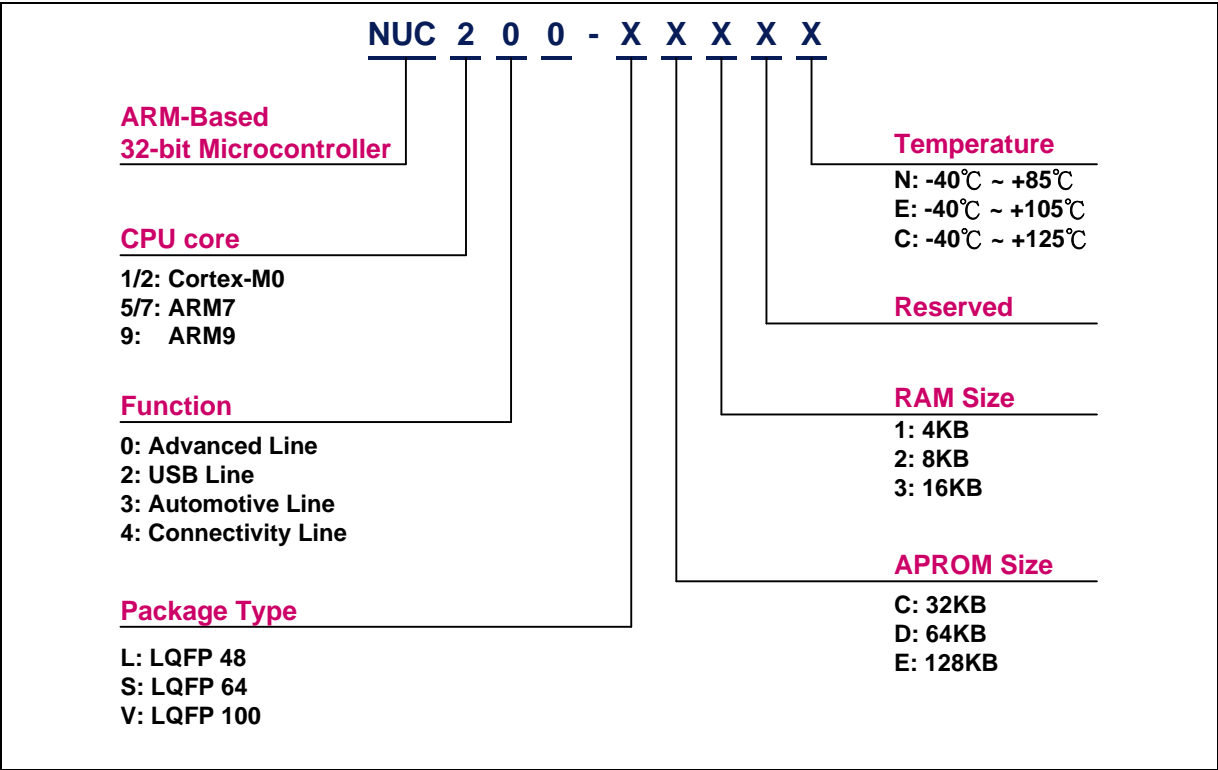 NUC 2 0 0 - X X X X X
ARM-Based
32-bit Microcontroller
CPU core
1/2: Cortex-M0
5/7: ARM7
9: ARM9
Function
0: Advanced Line
2: USB Line
3: Automotive Line
4: Connectivity Line
Package Type
L: LQFP 48
S: LQFP 64
V: LQFP 100
Temperature
N: -40℃ ~ +85℃
E: -40℃ ~ +105℃
C: -40℃ ~ +125℃
Reserved
RAM Size
1: 4KB
2: 8KB
3: 16KB
APROM Size
C: 32KB
D: 64KB
E: 128KB